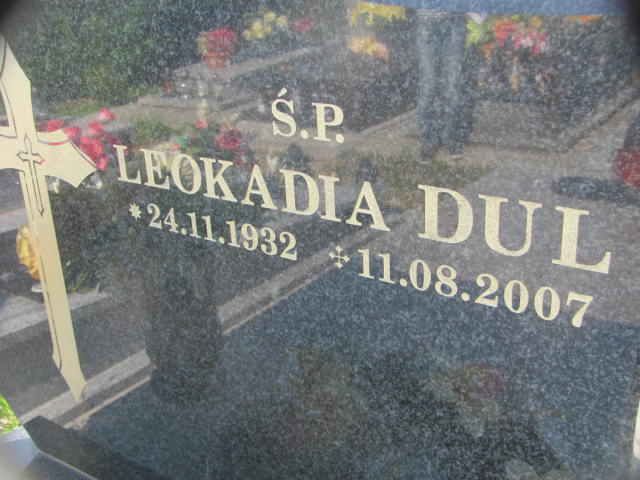 Ś.P.
LEOKADIA DUL
*24.11.1932 ✣11.08.2007